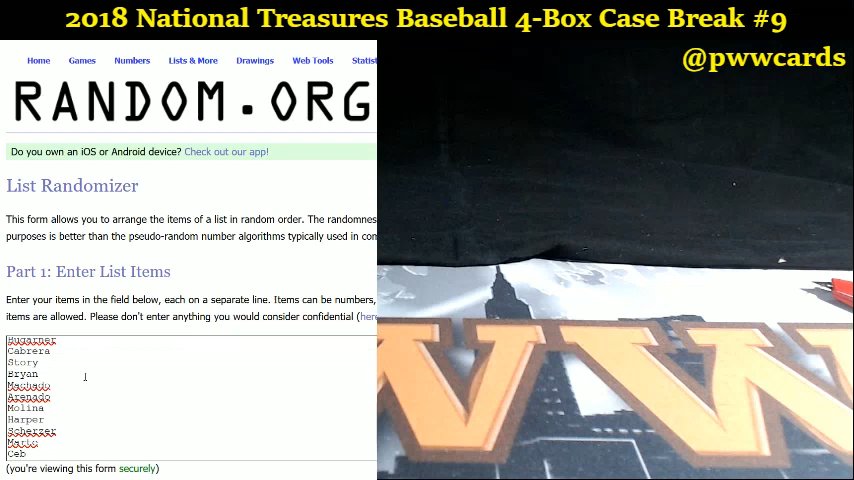 2018 National Treasures Baseball 4-Box Case Break #9
@pwwcards
Home Games Numbers Lists & More Drawings Web Tools Statist
RANDOM.ORG
Do you own an iOS or Android device? Check out our app!
List Randomizer
This form allows you to arrange the items of a list in random order. The randomnes
purposes is better than the pseudo-random number algorithms typically used in com
Part 1: Enter List Items
Enter your items in the field below, each on a separate line. Items can be numbers,
items are allowed. Please don't enter anything you would consider confidential (here
Bugarner
Cabrera
Story
Bryan
Machado
Arenado
Molina
Harper
Scherzer
Ceb
(you're viewing this form securely)
WW